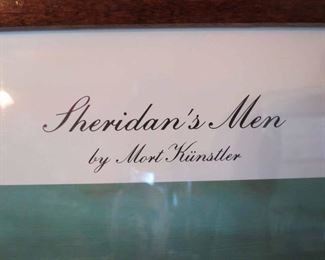 Sheridan's Men
by Mort Künstler